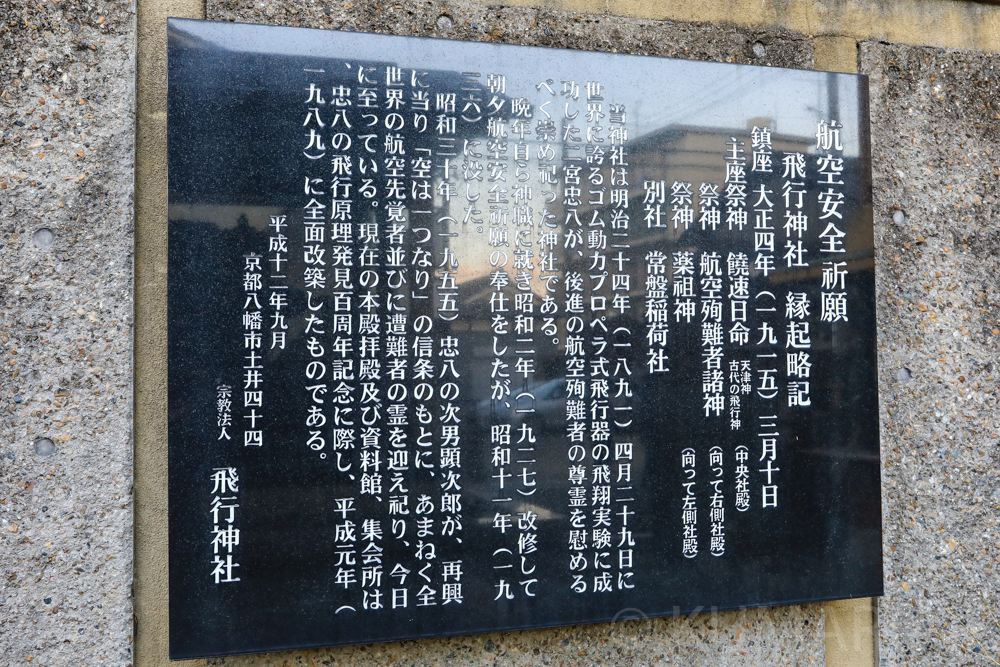 航空安全祈願
飛行神社 縁起略記
鎮座 大正四年（一九一五）三月十日
主座祭神 饒速日命 天津神 古代の飛行神 （中央社殿）
祭神 航空殉難者諸神 （向って右側社殿）
祭神 薬祖神 （向って左側社殿）
別社 常盤稲荷社
当神社は明治二十四年（一八九一）四月二十九日に
世界に誇るゴム動力プロペラ式飛行器の飛翔実験に成
功した二宮忠八が、後進の航空殉難者の尊霊を慰める
べく崇め祀った神社である。
晩年自ら神職に就き昭和二年（一九二七）改修して
朝夕航空安全祈願の奉仕をしたが、昭和十一年（一九
三六）に没した。
昭和三十年（一九五五）忠八の次男顕次郎が、再興
に当り「空は一つなり」の信条のもとに、あまねく全
世界の航空先覚者並びに遭難者の霊を迎え祀り、今日
に至っている。現在の本殿拝殿及び資料館、集会所は
、忠八の飛行原理発見百周年記念に際し、平成元年（
一九八九）に全面改築したものである。
平成十二年九月
京都八幡市土井四十四
宗教法人 飛行神社